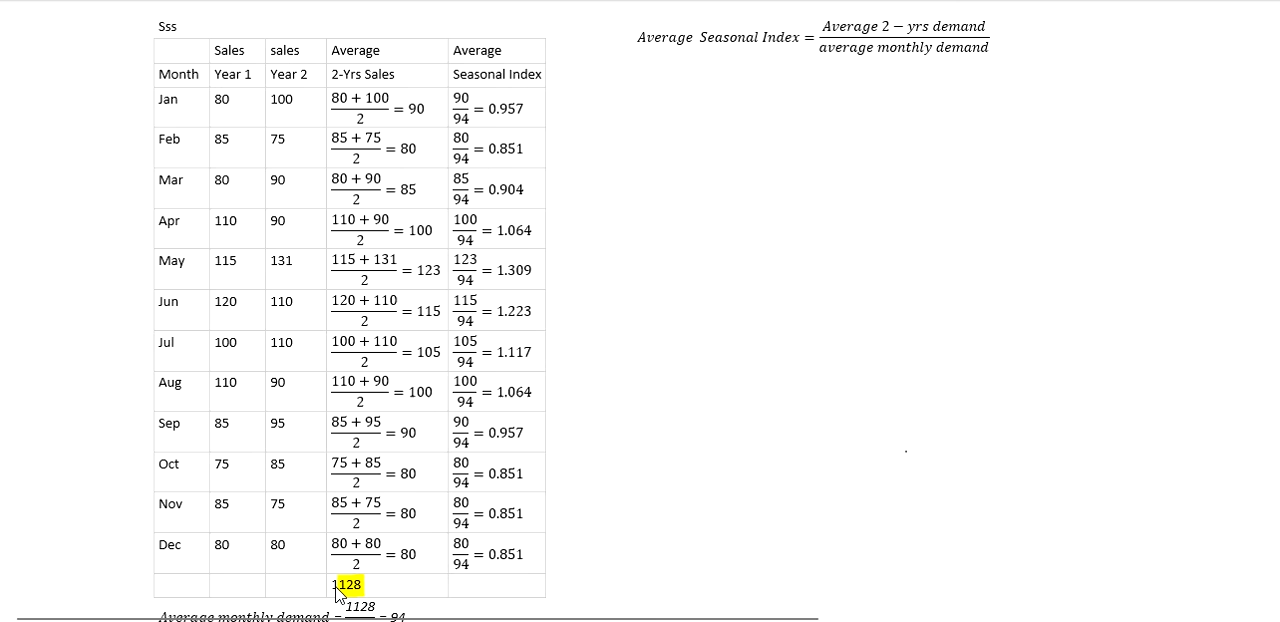 Sss
Average Seasonal Index = Average 2 − yrs demand / average monthly demand
Sales sales Average Average
Month Year 1 Year 2 2-Yrs Sales Seasonal Index
Jan 80 100 80 + 100 / 2 = 90 90 / 94 = 0.957
Feb 85 75 85 + 75 / 2 = 80 80 / 94 = 0.851
Mar 80 90 80 + 90 / 2 = 85 85 / 94 = 0.904
Apr 110 90 110 + 90 / 2 = 100 100 / 94 = 1.064
May 115 131 115 + 131 / 2 = 123 123 / 94 = 1.309
Jun 120 110 120 + 110 / 2 = 115 115 / 94 = 1.223
Jul 100 110 100 + 110 / 2 = 105 105 / 94 = 1.117
Aug 110 90 110 + 90 / 2 = 100 100 / 94 = 1.064
Sep 85 95 85 + 95 / 2 = 90 90 / 94 = 0.957
Oct 75 85 75 + 85 / 2 = 80 80 / 94 = 0.851
Nov 85 75 85 + 75 / 2 = 80 80 / 94 = 0.851
Dec 80 80 80 + 80 / 2 = 80 80 / 94 = 0.851
1128
Average monthly demand = 1128 = 94